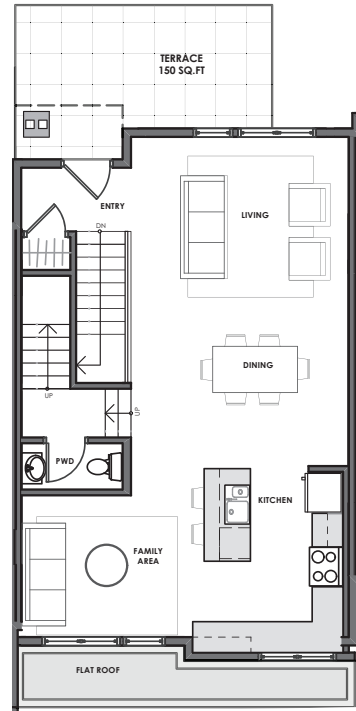 TERRACE
150 SQ.FT
ENTRY
LIVING
DN
DINING
UP
UP
PWD
KITCHEN
FAMILY
AREA
FLAT ROOF